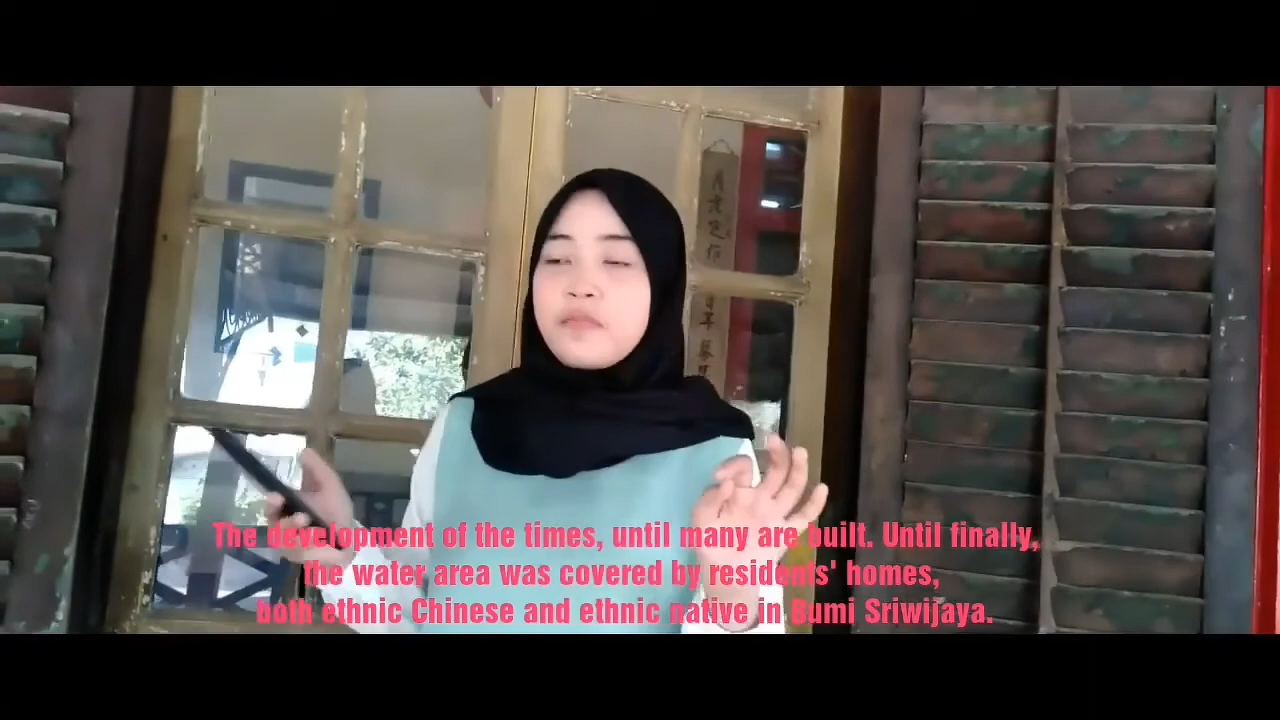 The development of the times, until many are built. Until finally,
the water area was covered by residents' homes,
both ethnic Chinese and ethnic native in Bumi Sriwijaya.